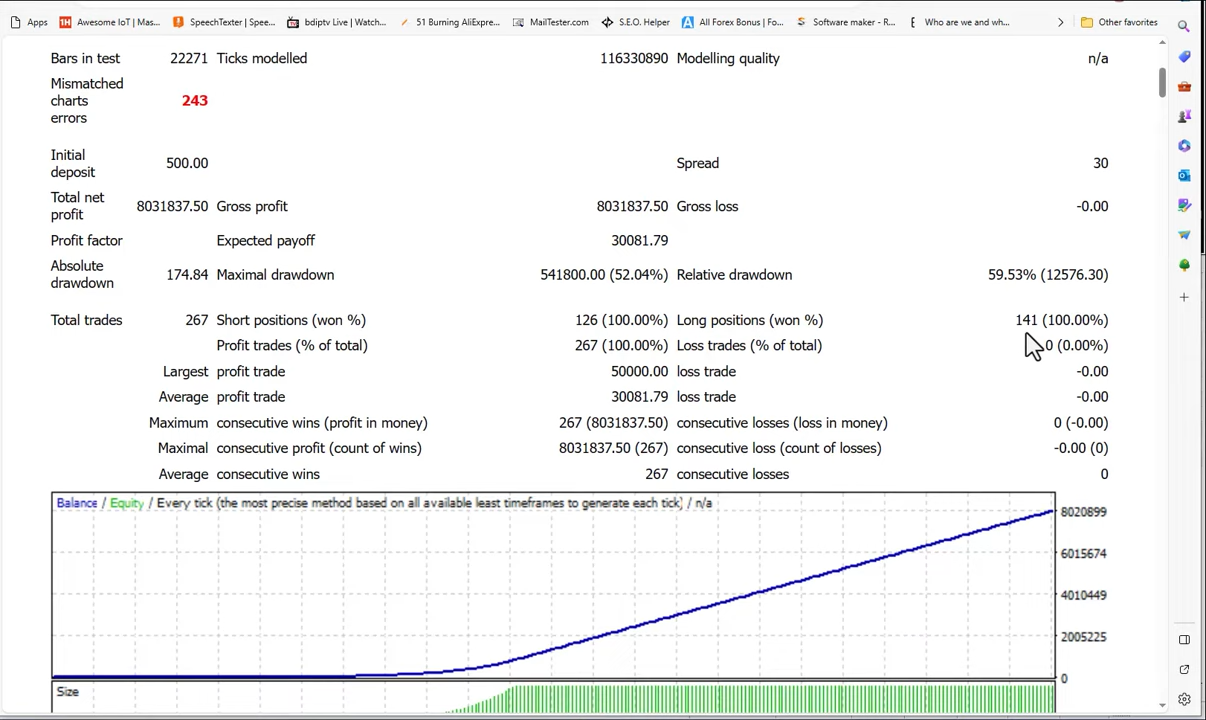 Apps Awesome IoT | Mas... SpeechTexter | Spee... bdiptv Live | Watch... 51 Burning AliExpre... MailTester.com S.E.O. Helper All Forex Bonus | Fo... Software maker - R... Who are we and wh... Other favorites
Bars in test 22271 Ticks modelled 116330890 Modelling quality n/a
Mismatched
charts 243
errors
Initial
deposit 500.00 Spread 30
Total net
profit 8031837.50 Gross profit 8031837.50 Gross loss -0.00
Profit factor Expected payoff 30081.79
Absolute
drawdown 174.84 Maximal drawdown 541800.00 (52.04%) Relative drawdown 59.53% (12576.30)
Total trades 267 Short positions (won %) 126 (100.00%) Long positions (won %) 141 (100.00%)
Profit trades (% of total) 267 (100.00%) Loss trades (% of total) 0 (0.00%)
Largest profit trade 50000.00 loss trade -0.00
Average profit trade 30081.79 loss trade -0.00
Maximum consecutive wins (profit in money) 267 (8031837.50) consecutive losses (loss in money) 0 (-0.00)
Maximal consecutive profit (count of wins) 8031837.50 (267) consecutive loss (count of losses) -0.00 (0)
Average consecutive wins 267 consecutive losses 0
Balance / Equity / Every tick (the most precise method based on all available least timeframes to generate each tick) / n/a
8020899
6015674
4010449
2005225
0
Size